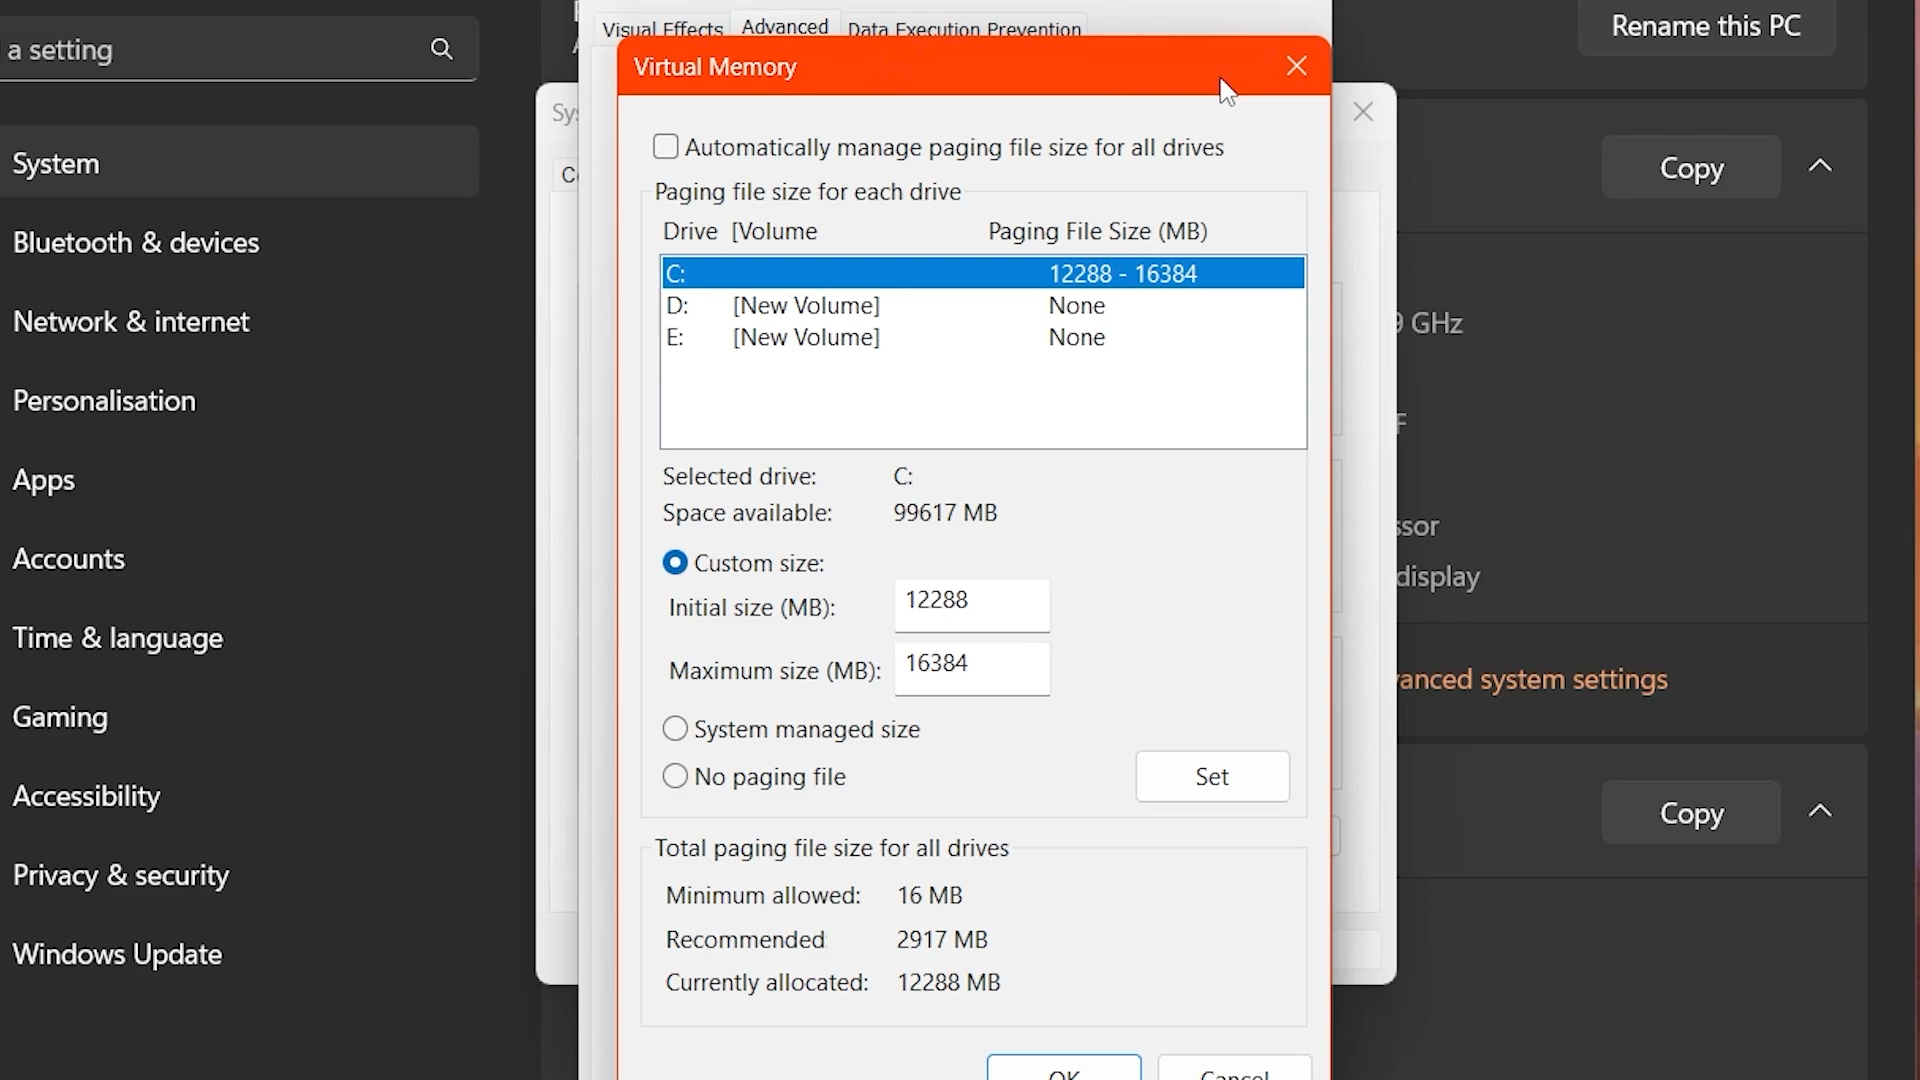 a setting
System
Bluetooth & devices
Network & internet
Personalisation
Apps
Accounts
Time & language
Gaming
Accessibility
Privacy & security
Windows Update
Visual Effects
Advanced
Data Execution Prevention
Virtual Memory
Automatically manage paging file size for all drives
Paging file size for each drive
Drive [Volume Paging File Size (MB)
C: 12288 - 16384
D: [New Volume] None
E: [New Volume] None
Selected drive: C:
Space available: 99617 MB
Custom size:
Initial size (MB): 12288
Maximum size (MB): 16384
System managed size
No paging file
Set
Total paging file size for all drives
Minimum allowed: 16 MB
Recommended: 2917 MB
Currently allocated: 12288 MB
OK
Cancel
Rename this PC
Copy
GHz
display
system settings
Copy